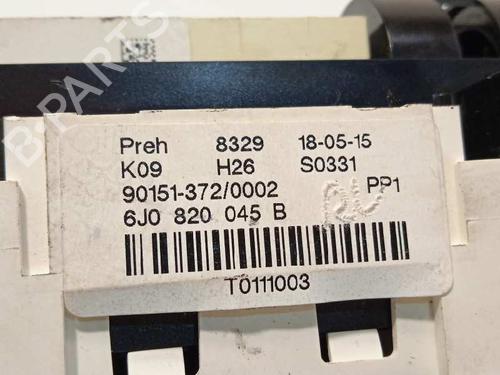 B-PARTS
Preh 8329 18-05-15
K09 H26 S0331
90151-372/0002 PP1
6J0 820 045 B
T0111003